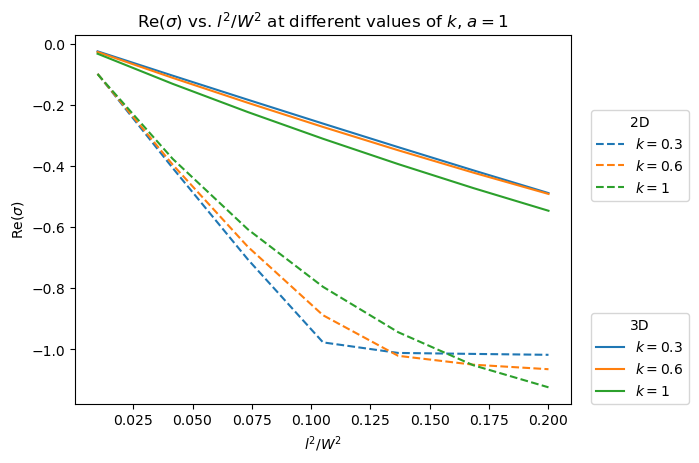 Re(σ) vs. l²/W² at different values of k, a = 1
Re(σ)
0.0
−0.2
−0.4
−0.6
−0.8
−1.0
0.025
0.050
0.075
0.100
0.125
0.150
0.175
0.200
l²/W²
2D
k = 0.3
k = 0.6
k = 1
3D
k = 0.3
k = 0.6
k = 1